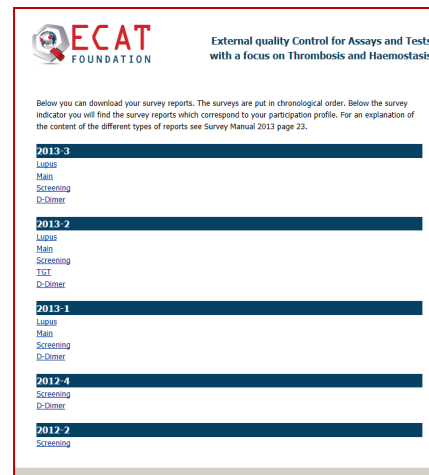 ECAT
FOUNDATION
External quality Control for Assays and Tests
with a focus on Thrombosis and Haemostasis
Below you can download your survey reports. The surveys are put in chronological order. Below the survey
indicator you will find the survey reports which correspond to your participation profile. For an explanation of
the content of the different types of reports see Survey Manual 2013 page 23.
2013-3
Lupus
Main
Screening
D-Dimer
2013-2
Lupus
Main
Screening
TGT
D-Dimer
2013-1
Lupus
Main
Screening
D-Dimer
2012-4
Screening
D-Dimer
2012-2
Screening